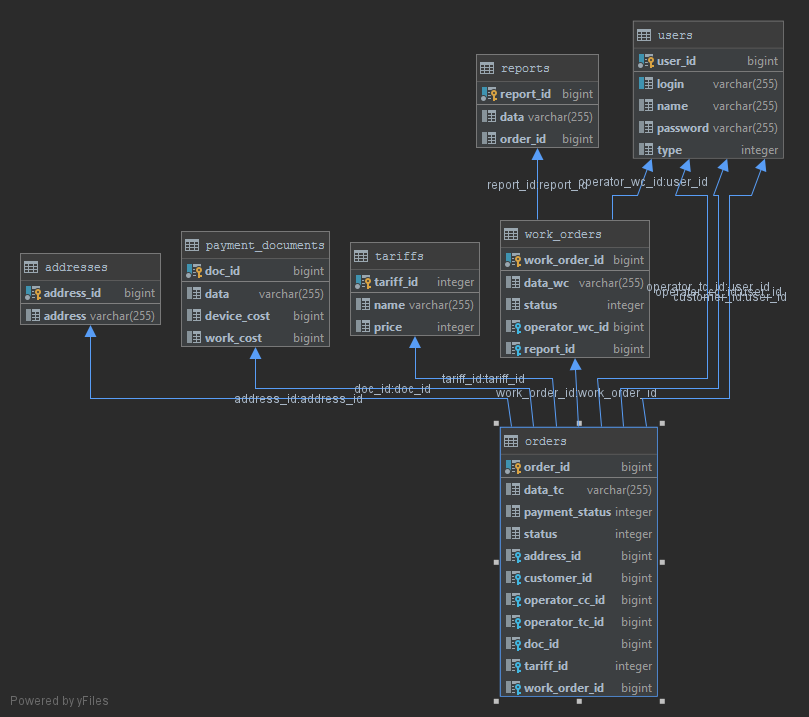 users
user_id bigint
login varchar(255)
name varchar(255)
password varchar(255)
type integer
reports
report_id bigint
data varchar(255)
order_id bigint
report_id:report_id
operator_wc_id:user_id
work_orders
work_order_id bigint
data_wc varchar(255)
status integer
operator_wc_id bigint
report_id bigint
addresses
address_id bigint
address varchar(255)
payment_documents
doc_id bigint
data varchar(255)
device_cost bigint
work_cost bigint
tariffs
tariff_id integer
name varchar(255)
price integer
operator_tc_id:user_id
operator_cc_id:user_id
customer_id:user_id
tariff_id:tariff_id
doc_id:doc_id
address_id:address_id
work_order_id:work_order_id
orders
order_id bigint
data_tc varchar(255)
payment_status integer
status integer
address_id bigint
customer_id bigint
operator_cc_id bigint
operator_tc_id bigint
doc_id bigint
tariff_id integer
work_order_id bigint
Powered by yFiles